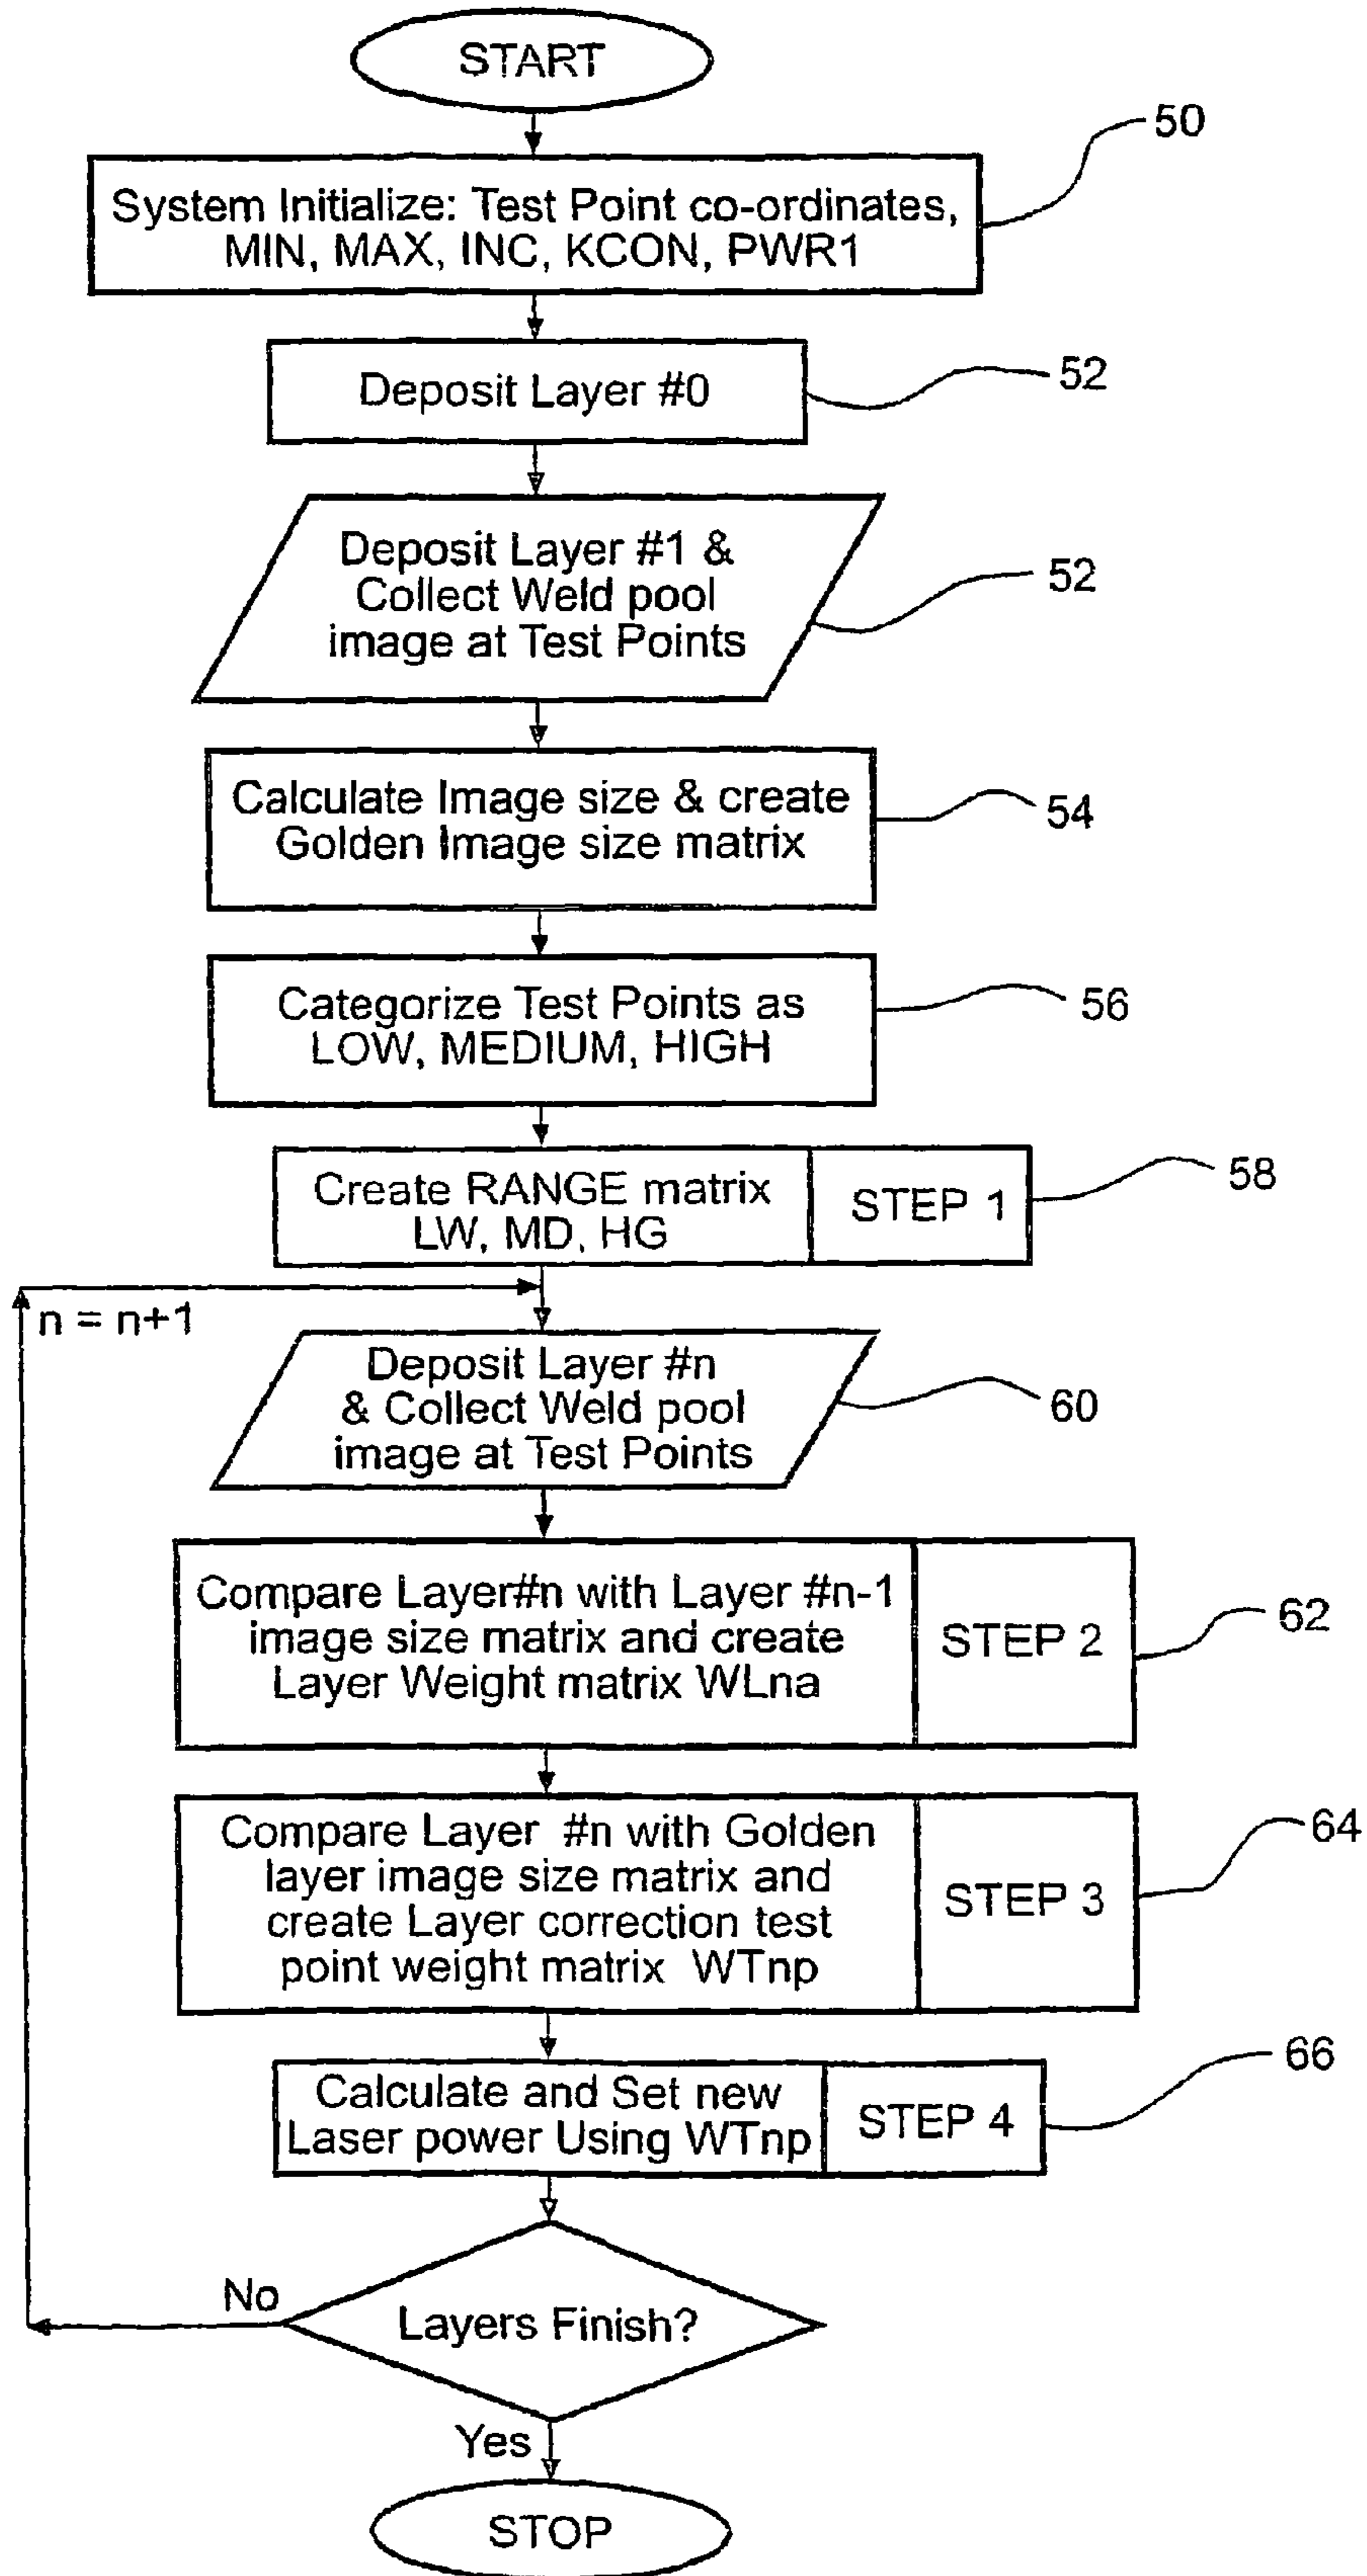 START
50
System Initialize: Test Point co-ordinates,
MIN, MAX, INC, KCON, PWR1
Deposit Layer #0
52
Deposit Layer #1 &
Collect Weld pool
image at Test Points
52
Calculate Image size & create
Golden Image size matrix
54
Categorize Test Points as
LOW, MEDIUM, HIGH
56
Create RANGE matrix
LW, MD, HG
STEP 1
58
n = n+1
Deposit Layer #n
& Collect Weld pool
image at Test Points
60
Compare Layer#n with Layer #n-1
image size matrix and create
Layer Weight matrix WLna
STEP 2
62
Compare Layer #n with Golden
layer image size matrix and
create Layer correction test
point weight matrix WTnp
STEP 3
64
Calculate and Set new
Laser power Using WTnp
STEP 4
66
No
Layers Finish?
Yes
STOP